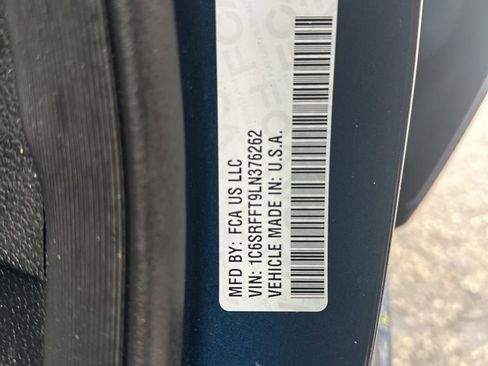 MFD BY: FCA US LLC
VIN: 1C6SRFFT9LN376262
VEHICLE MADE IN: U.S.A.